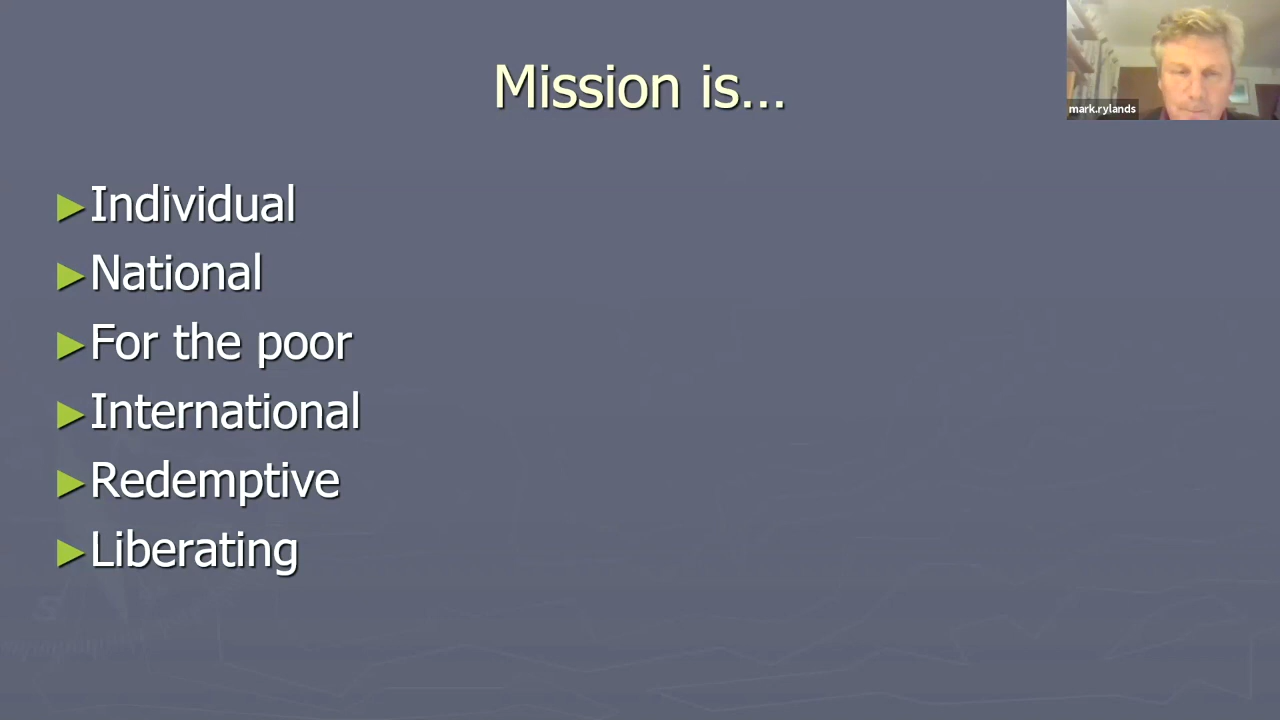 Mission is...
mark.rylands
►Individual
►National
►For the poor
►International
►Redemptive
►Liberating